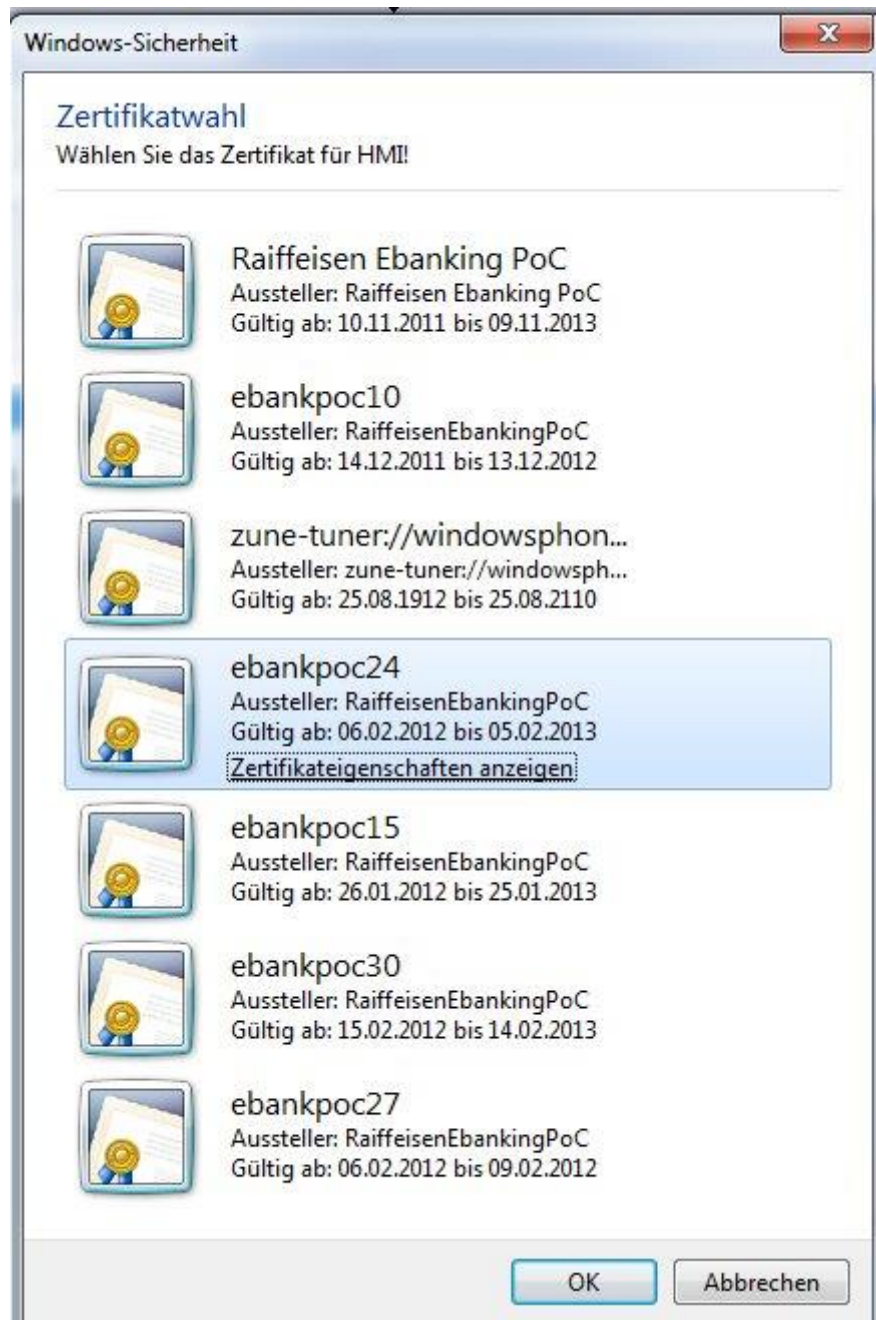 Windows-Sicherheit
Zertifikatwahl
Wählen Sie das Zertifikat für HMI!
Raiffeisen Ebanking PoC
Aussteller: Raiffeisen Ebanking PoC
Gültig ab: 10.11.2011 bis 09.11.2013
ebankpoc10
Aussteller: RaiffeisenEbankingPoC
Gültig ab: 14.12.2011 bis 13.12.2012
zune-tuner://windowsphon...
Aussteller: zune-tuner://windowsph...
Gültig ab: 25.08.1912 bis 25.08.2110
ebankpoc24
Aussteller: RaiffeisenEbankingPoC
Gültig ab: 06.02.2012 bis 05.02.2013
Zertifikateigenschaften anzeigen
ebankpoc15
Aussteller: RaiffeisenEbankingPoC
Gültig ab: 26.01.2012 bis 25.01.2013
ebankpoc30
Aussteller: RaiffeisenEbankingPoC
Gültig ab: 15.02.2012 bis 14.02.2013
ebankpoc27
Aussteller: RaiffeisenEbankingPoC
Gültig ab: 06.02.2012 bis 09.02.2012
OK Abbrechen